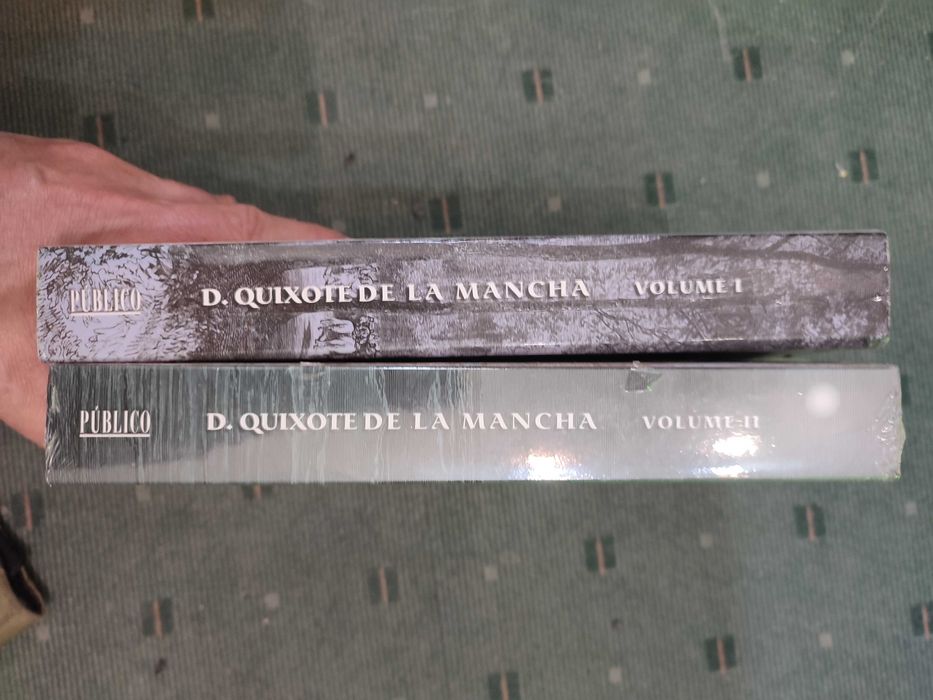 PÚBLICO D. QUIXOTE DE LA MANCHA VOLUME I
PÚBLICO D. QUIXOTE DE LA MANCHA VOLUME II